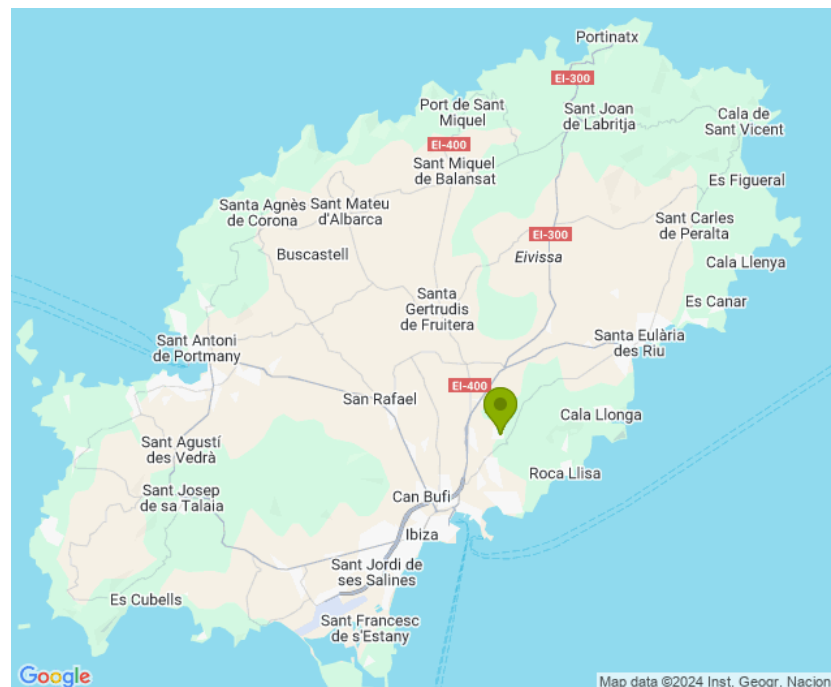 Portinatx
EI-300
Port de Sant
Miquel
Sant Joan
de Labritja
Cala de
Sant Vicent
EI-400
Sant Miquel
de Balansat
Es Figueral
Santa Agnès
de Corona
Sant Mateu
d'Albarca
Sant Carles
de Peralta
EI-300
Buscastell
Eivissa
Cala Llenya
Santa
Gertrudis
de Fruitera
Es Canar
Sant Antoni
de Portmany
Santa Eulària
des Riu
EI-400
San Rafael
Cala Llonga
Sant Agustí
des Vedrà
Roca Llisa
Sant Josep
de sa Talaia
Can Bufi
Ibiza
Sant Jordi de
ses Salines
Es Cubells
Sant Francesc
de s'Estany
Google
Map data ©2024 Inst. Geogr. Nacion